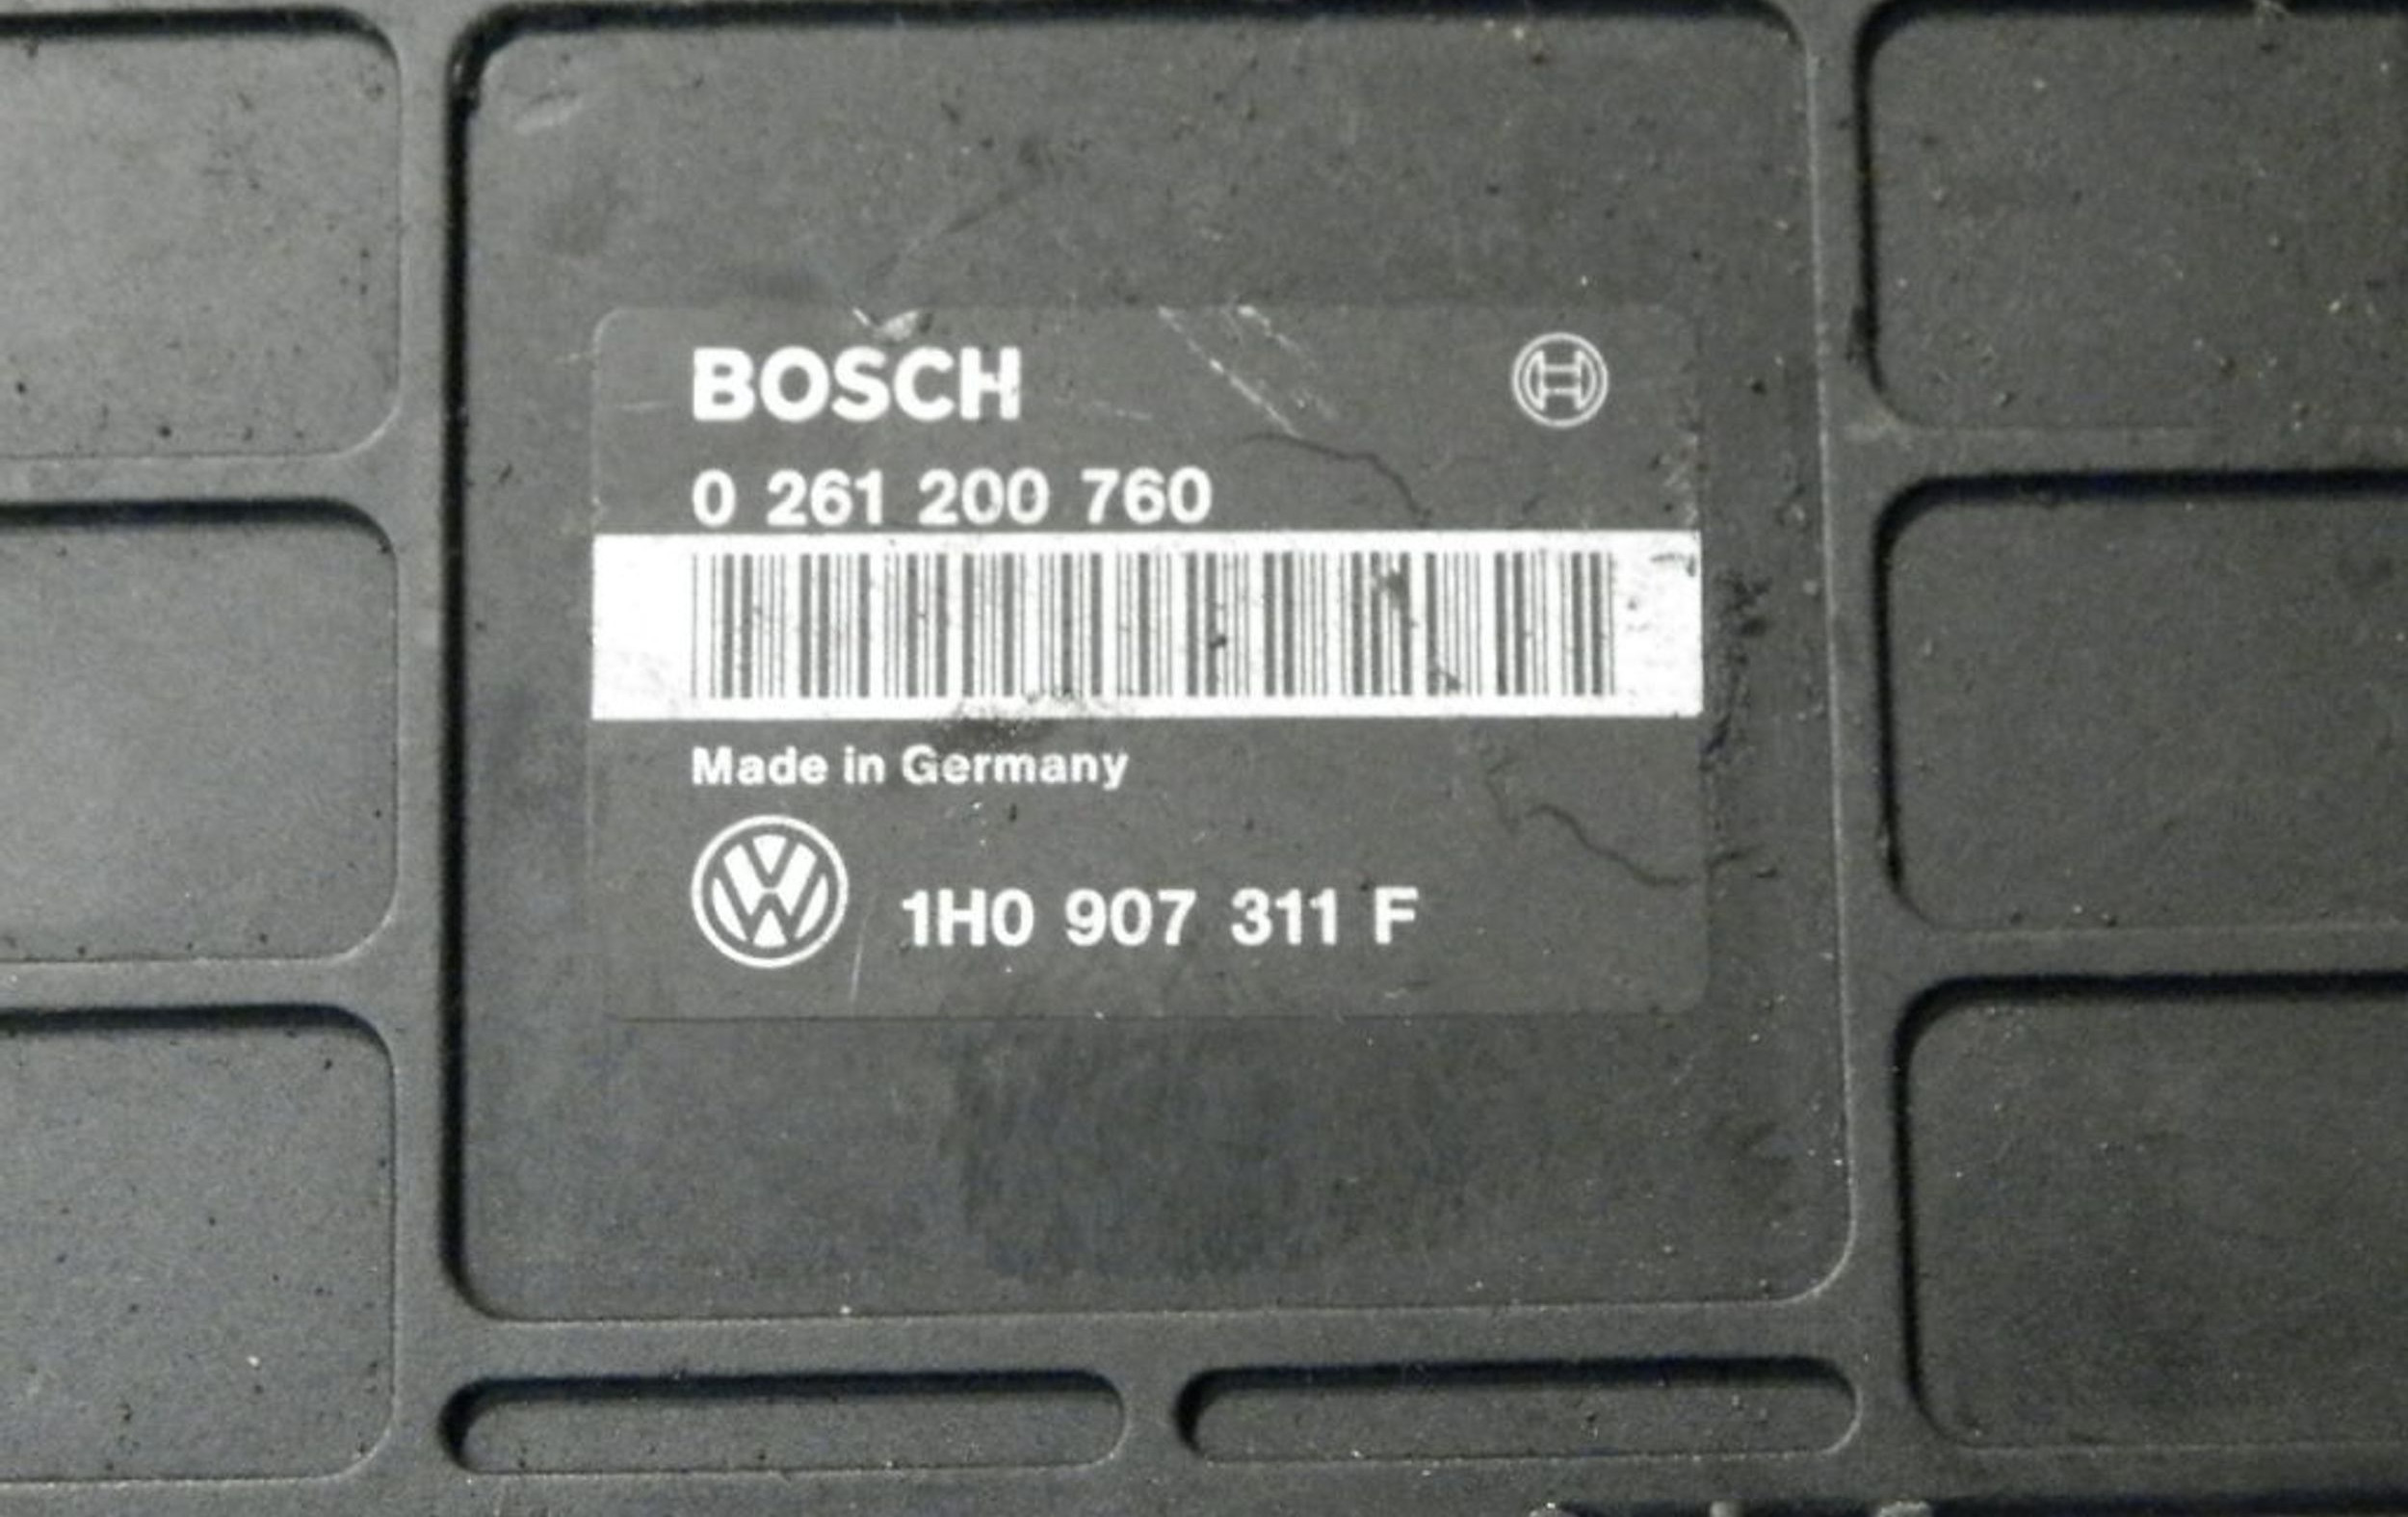 BOSCH
0 261 200 760
Made in Germany
1H0 907 311 F